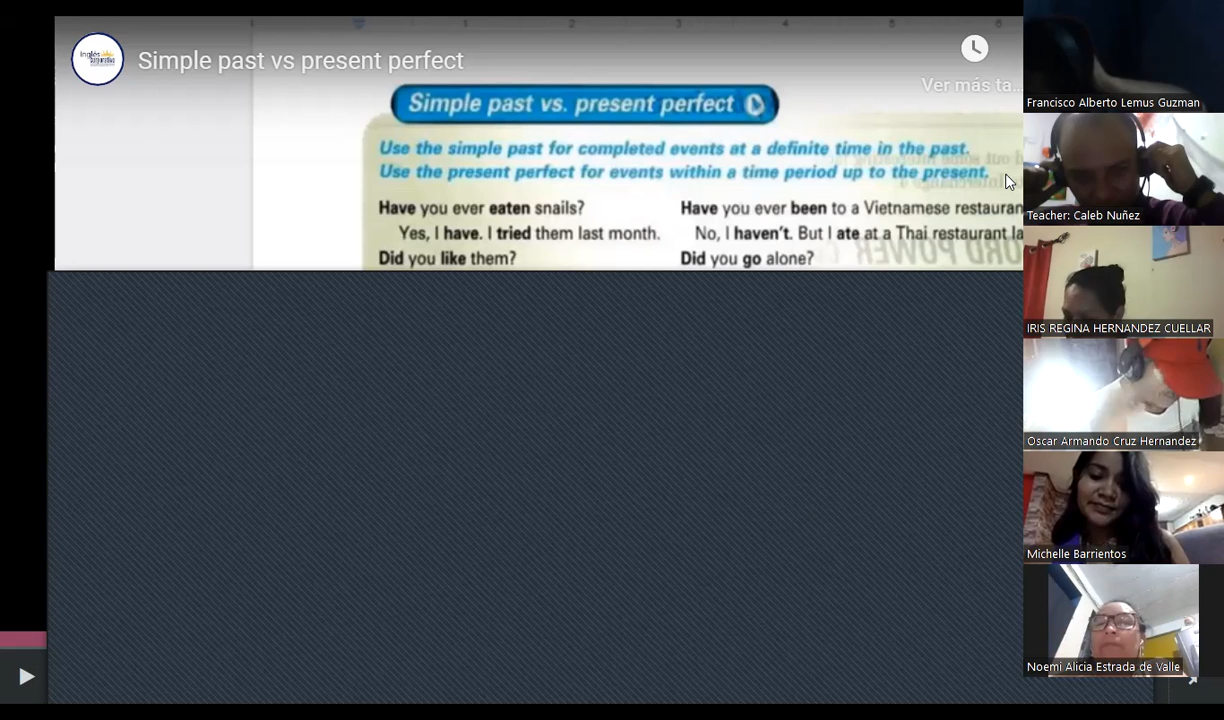 Inglés
corporativo
Simple past vs present perfect
Ver más ta...
Simple past vs. present perfect
Use the simple past for completed events at a definite time in the past.
Use the present perfect for events within a time period up to the present.
Have you ever eaten snails?
Yes, I have. I tried them last month.
Did you like them?
Have you ever been to a Vietnamese restauran
No, I haven't. But I ate at a Thai restaurant la
Did you go alone?
Francisco Alberto Lemus Guzman
Teacher: Caleb Nuñez
IRIS REGINA HERNANDEZ CUELLAR
Oscar Armando Cruz Hernandez
Michelle Barrientos
Noemi Alicia Estrada de Valle